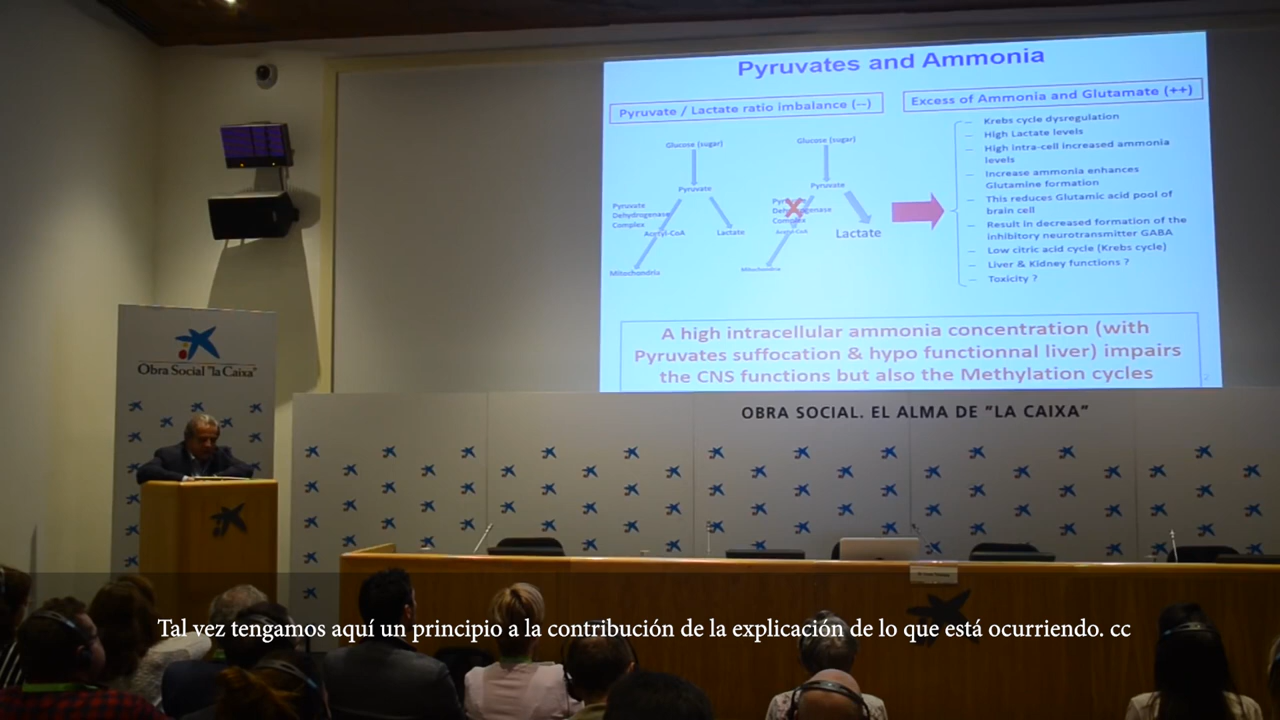 Pyruvates and Ammonia
Pyruvate / Lactate ratio imbalance (--)
Glucose (sugar)
Pyruvate
Pyruvate
Dehydrogenase
Complex
Acetyl-CoA
Lactate
Mitochondria
Glucose (sugar)
Pyruvate
Pyruvate
Dehydrogenase
Complex
Acetyl-CoA
Lactate
Mitochondria
Excess of Ammonia and Glutamate (++)
– Krebs cycle dysregulation
– High Lactate levels
– High intra-cell increased ammonia
levels
– Increase ammonia enhances
Glutamine formation
– This reduces Glutamic acid pool of
brain cell
– Result in decreased formation of the
inhibitory neurotransmitter GABA
– Low citric acid cycle (Krebs cycle)
– Liver & Kidney functions ?
– Toxicity ?
A high intracellular ammonia concentration (with
Pyruvates suffocation & hypo functionnal liver) impairs
the CNS functions but also the Methylation cycles
Obra Social "la Caixa"
OBRA SOCIAL. EL ALMA DE "LA CAIXA"
Tal vez tengamos aquí un principio a la contribución de la explicación de lo que está ocurriendo. cc